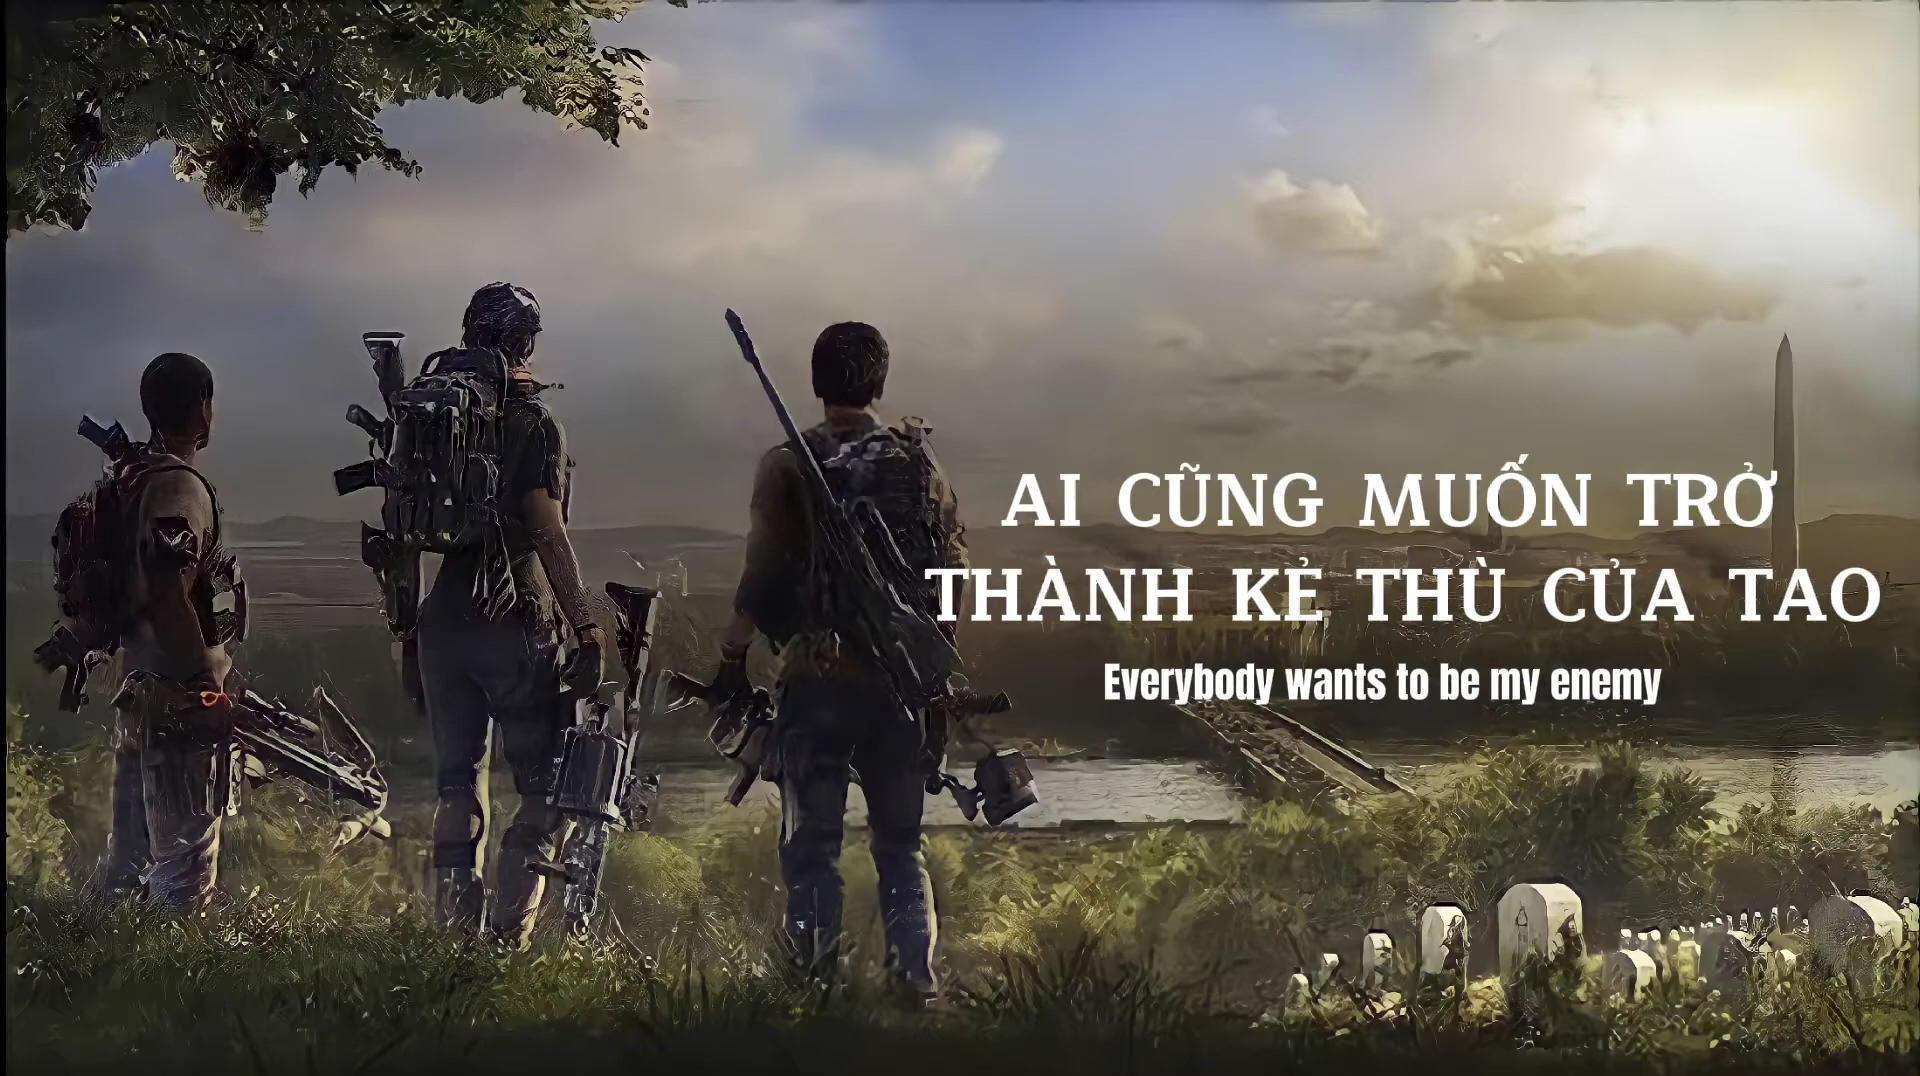 AI CŨNG MUỐN TRỞ
THÀNH KẺ THÙ CỦA TAO
Everybody wants to be my enemy